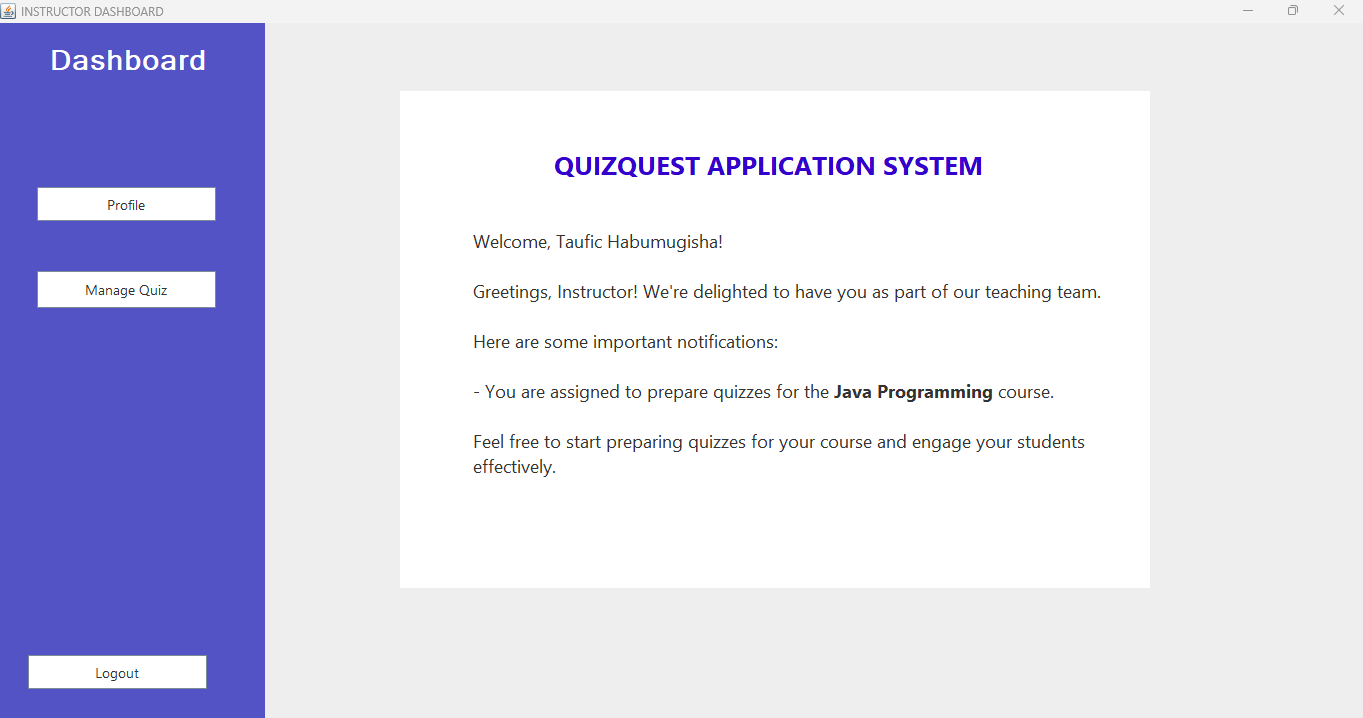 INSTRUCTOR DASHBOARD
Dashboard
Profile
Manage Quiz
Logout
QUIZQUEST APPLICATION SYSTEM
Welcome, Taufic Habumugisha!
Greetings, Instructor! We're delighted to have you as part of our teaching team.
Here are some important notifications:
- You are assigned to prepare quizzes for the Java Programming course.
Feel free to start preparing quizzes for your course and engage your students
effectively.